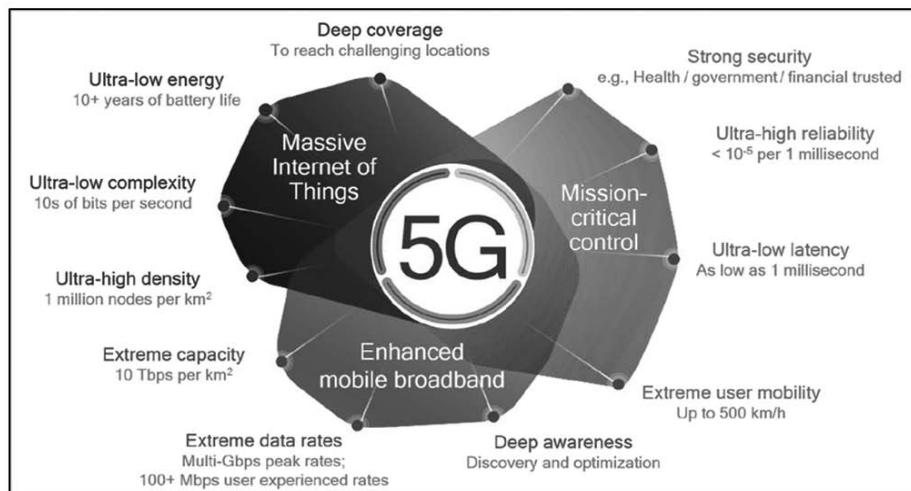 Deep coverage
To reach challenging locations
Strong security
e.g., Health / government / financial trusted
Ultra-low energy
10+ years of battery life
Ultra-high reliability
< 10⁻⁵ per 1 millisecond
Massive
Internet of
Things
Ultra-low complexity
10s of bits per second
Mission-
critical
control
5G
Ultra-low latency
As low as 1 millisecond
Ultra-high density
1 million nodes per km²
Extreme capacity
10 Tbps per km²
Enhanced
mobile broadband
Extreme user mobility
Up to 500 km/h
Extreme data rates
Multi-Gbps peak rates;
100+ Mbps user experienced rates
Deep awareness
Discovery and optimization